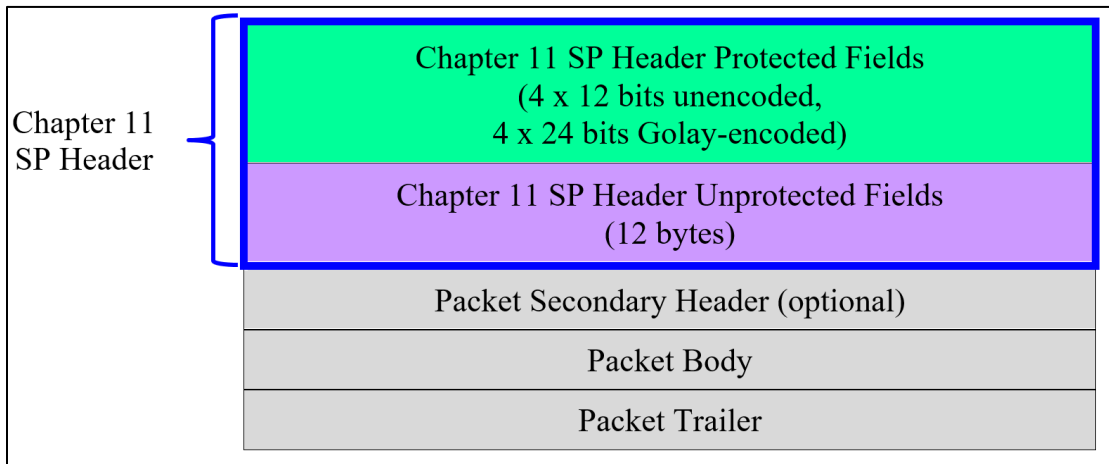 Chapter 11
SP Header
Chapter 11 SP Header Protected Fields
(4 x 12 bits unencoded,
4 x 24 bits Golay-encoded)
Chapter 11 SP Header Unprotected Fields
(12 bytes)
Packet Secondary Header (optional)
Packet Body
Packet Trailer